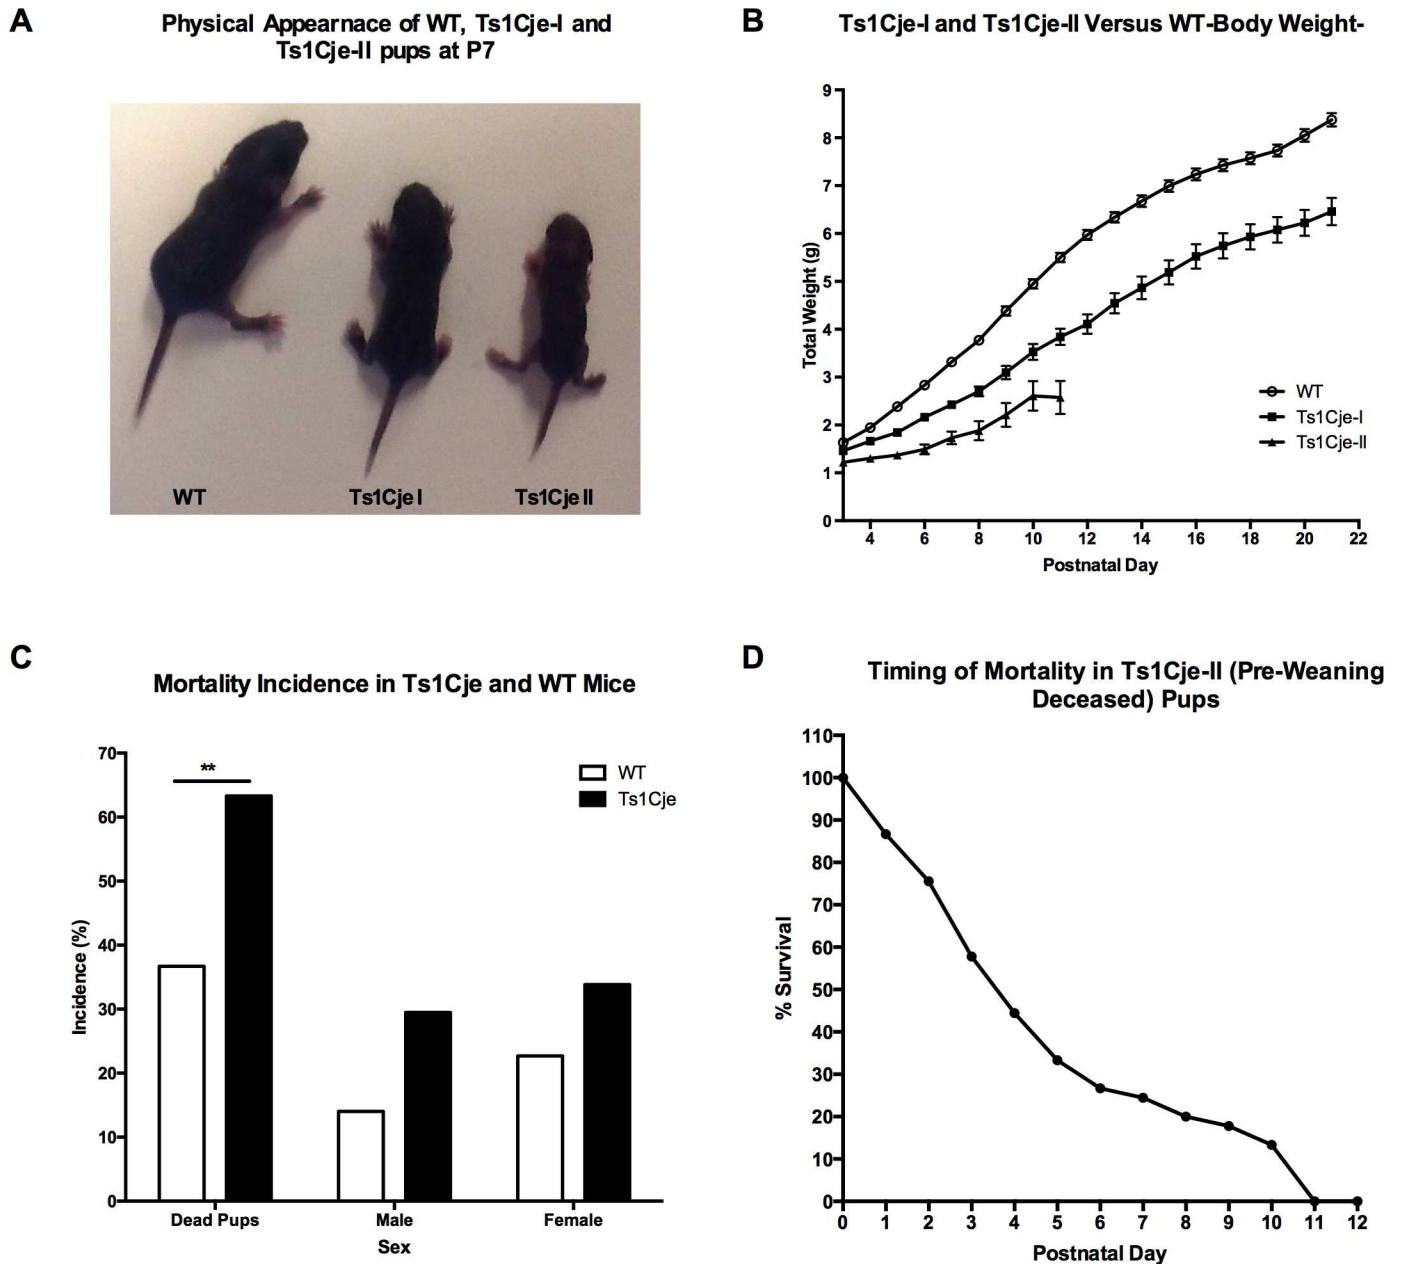 A
Physical Appearnace of WT, Ts1Cje-I and
Ts1Cje-II pups at P7
WT
Ts1Cje I
Ts1Cje II
B
Ts1Cje-I and Ts1Cje-II Versus WT-Body Weight-
9
8
7
6
5
4
3
2
1
0
Total Weight (g)
WT
Ts1Cje-I
Ts1Cje-II
4 6 8 10 12 14 16 18 20 22
Postnatal Day
C
Mortality Incidence in Ts1Cje and WT Mice
70
60
50
40
30
20
10
0
Incidence (%)
**
WT
Ts1Cje
Dead Pups Male Female
Sex
D
Timing of Mortality in Ts1Cje-II (Pre-Weaning
Deceased) Pups
110
100
90
80
70
60
50
40
30
20
10
0
% Survival
0 1 2 3 4 5 6 7 8 9 10 11 12
Postnatal Day